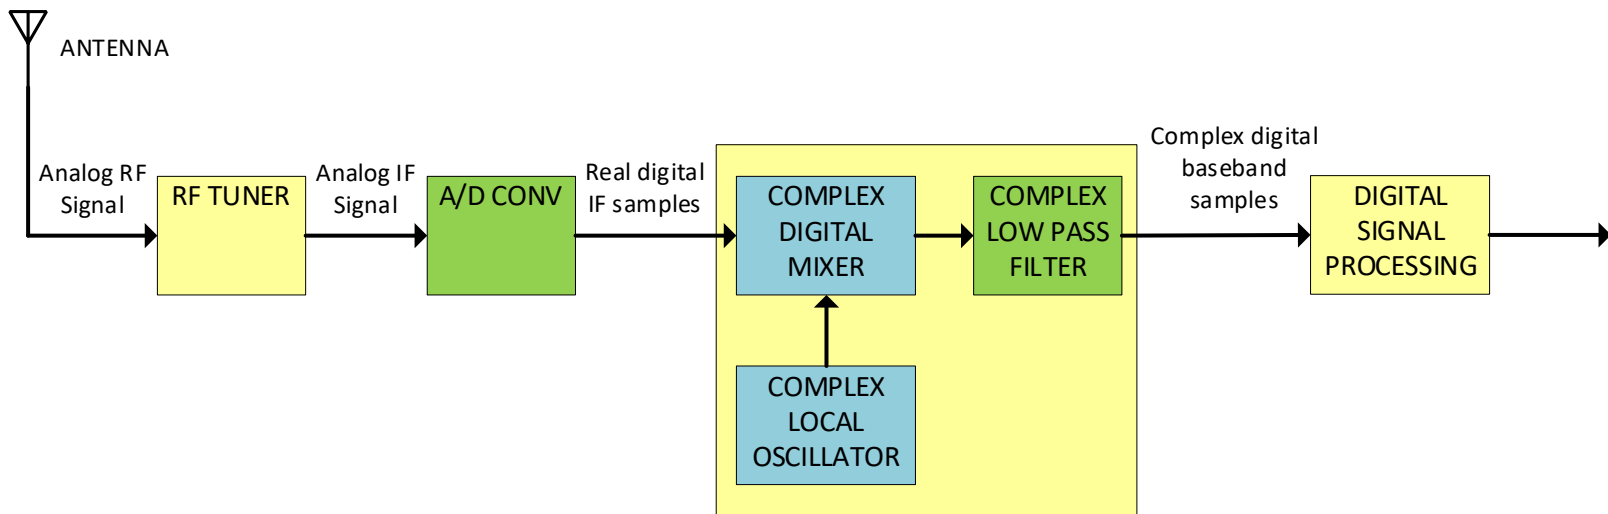 ANTENNA
Analog RF
Signal
RF TUNER
Analog IF
Signal
A/D CONV
Real digital
IF samples
COMPLEX
DIGITAL
MIXER
COMPLEX
LOW PASS
FILTER
COMPLEX
LOCAL
OSCILLATOR
Complex digital
baseband
samples
DIGITAL
SIGNAL
PROCESSING